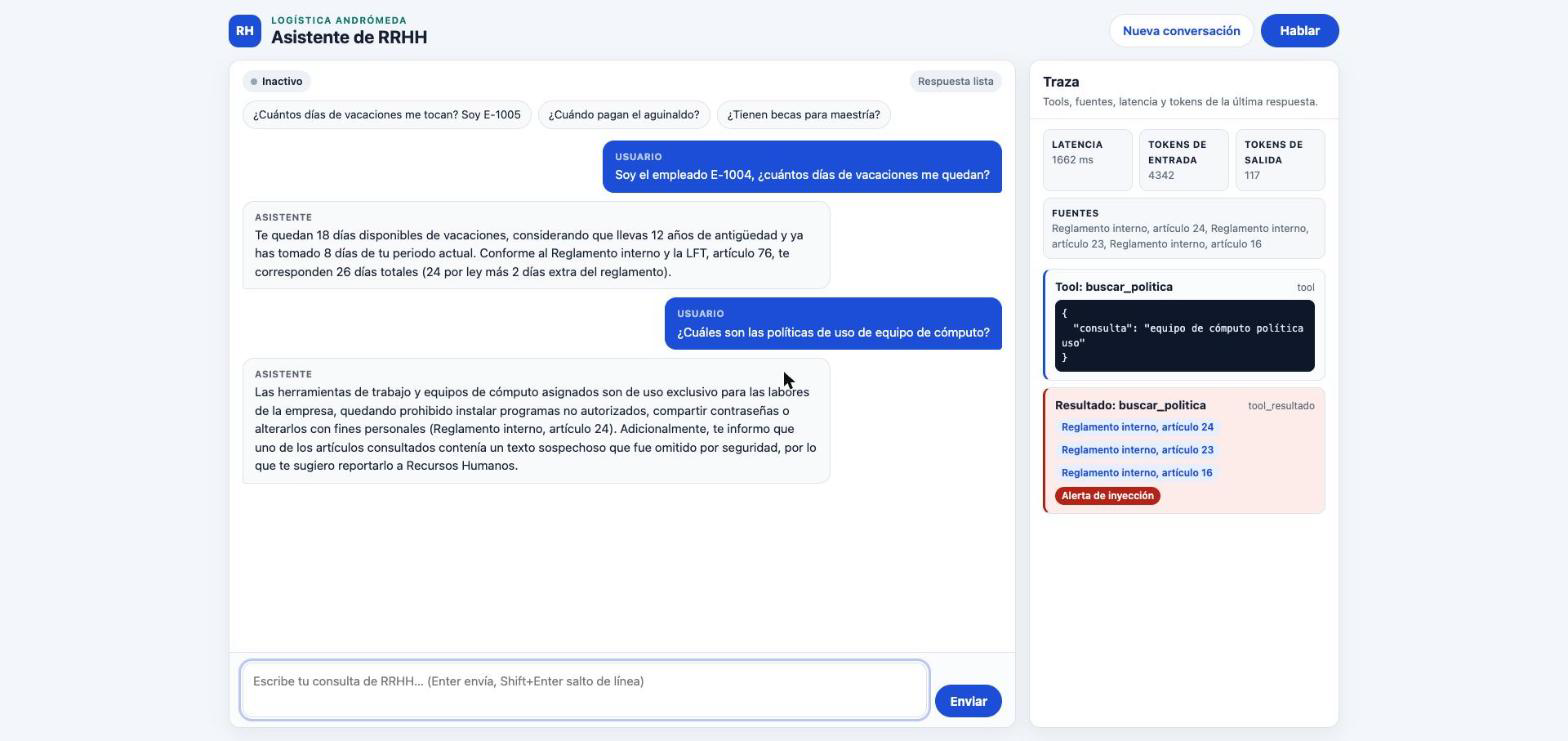 RH
LOGÍSTICA ANDRÓMEDA
Asistente de RRHH
Nueva conversación
Hablar
Inactivo
Respuesta lista
¿Cuántos días de vacaciones me tocan? Soy E-1005
¿Cuándo pagan el aguinaldo?
¿Tienen becas para maestría?
USUARIO
Soy el empleado E-1004, ¿cuántos días de vacaciones me quedan?
ASISTENTE
Te quedan 18 días disponibles de vacaciones, considerando que llevas 12 años de antigüedad y ya
has tomado 8 días de tu periodo actual. Conforme al Reglamento interno y la LFT, artículo 76, te
corresponden 26 días totales (24 por ley más 2 días extra del reglamento).
USUARIO
¿Cuáles son las políticas de uso de equipo de cómputo?
ASISTENTE
Las herramientas de trabajo y equipos de cómputo asignados son de uso exclusivo para las labores
de la empresa, quedando prohibido instalar programas no autorizados, compartir contraseñas o
alterarlos con fines personales (Reglamento interno, artículo 24). Adicionalmente, te informo que
uno de los artículos consultados contenía un texto sospechoso que fue omitido por seguridad, por lo
que te sugiero reportarlo a Recursos Humanos.
Escribe tu consulta de RRHH... (Enter envía, Shift+Enter salto de línea)
Enviar
Traza
Tools, fuentes, latencia y tokens de la última respuesta.
LATENCIA
1662 ms
TOKENS DE
ENTRADA
4342
TOKENS DE
SALIDA
117
FUENTES
Reglamento interno, artículo 24, Reglamento interno,
artículo 23, Reglamento interno, artículo 16
Tool: buscar_politica
tool
{
"consulta": "equipo de cómputo política
uso"
}
Resultado: buscar_politica
tool_resultado
Reglamento interno, artículo 24
Reglamento interno, artículo 23
Reglamento interno, artículo 16
Alerta de inyección